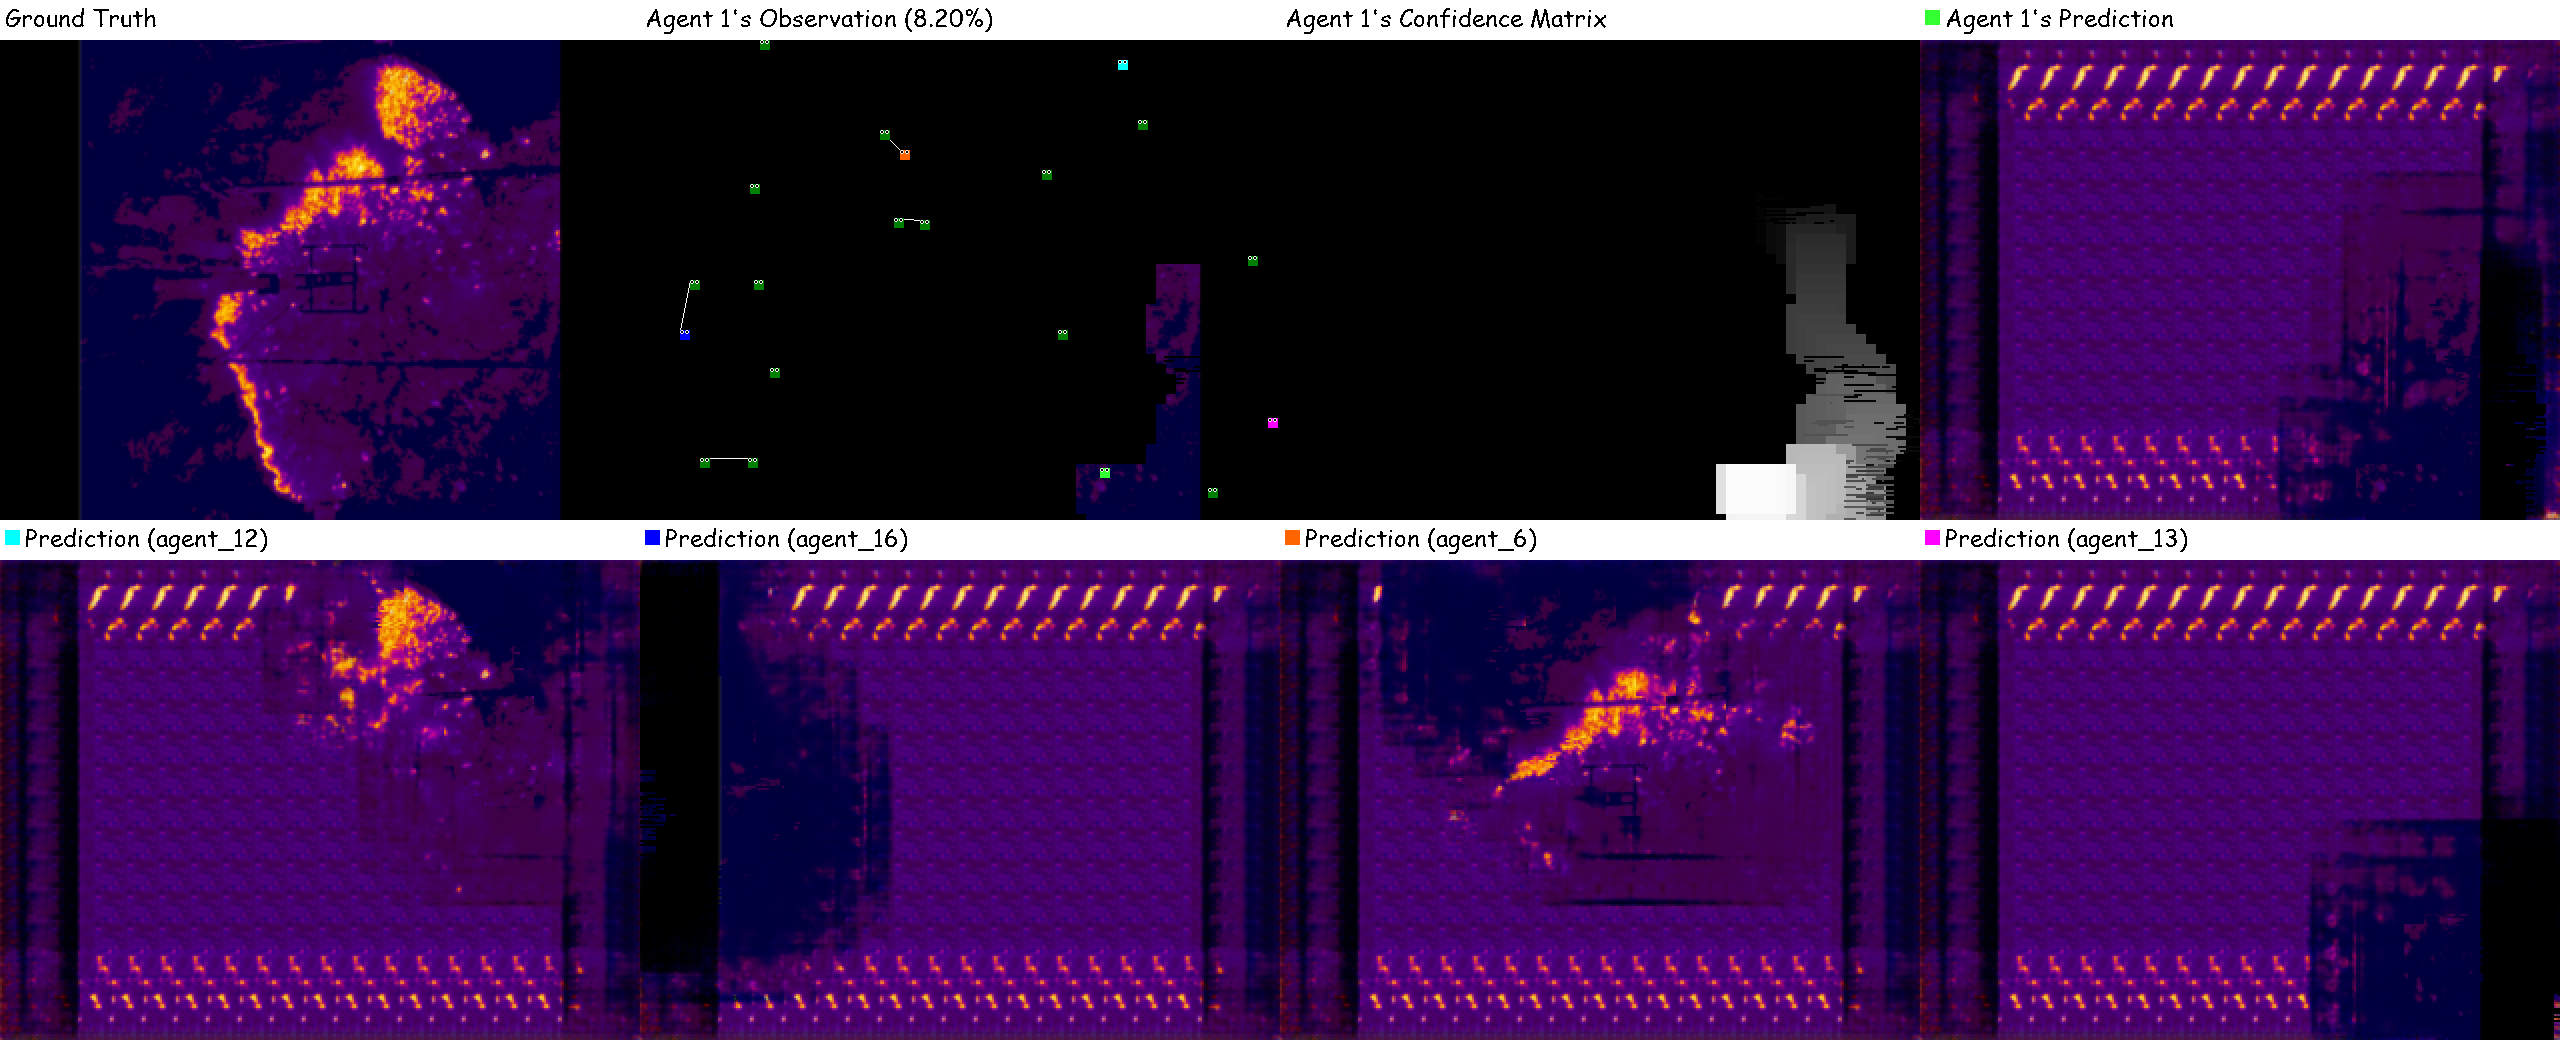 Ground Truth
Agent 1's Observation (8.20%)
Agent 1's Confidence Matrix
Agent 1's Prediction
Prediction (agent_12)
Prediction (agent_16)
Prediction (agent_6)
Prediction (agent_13)